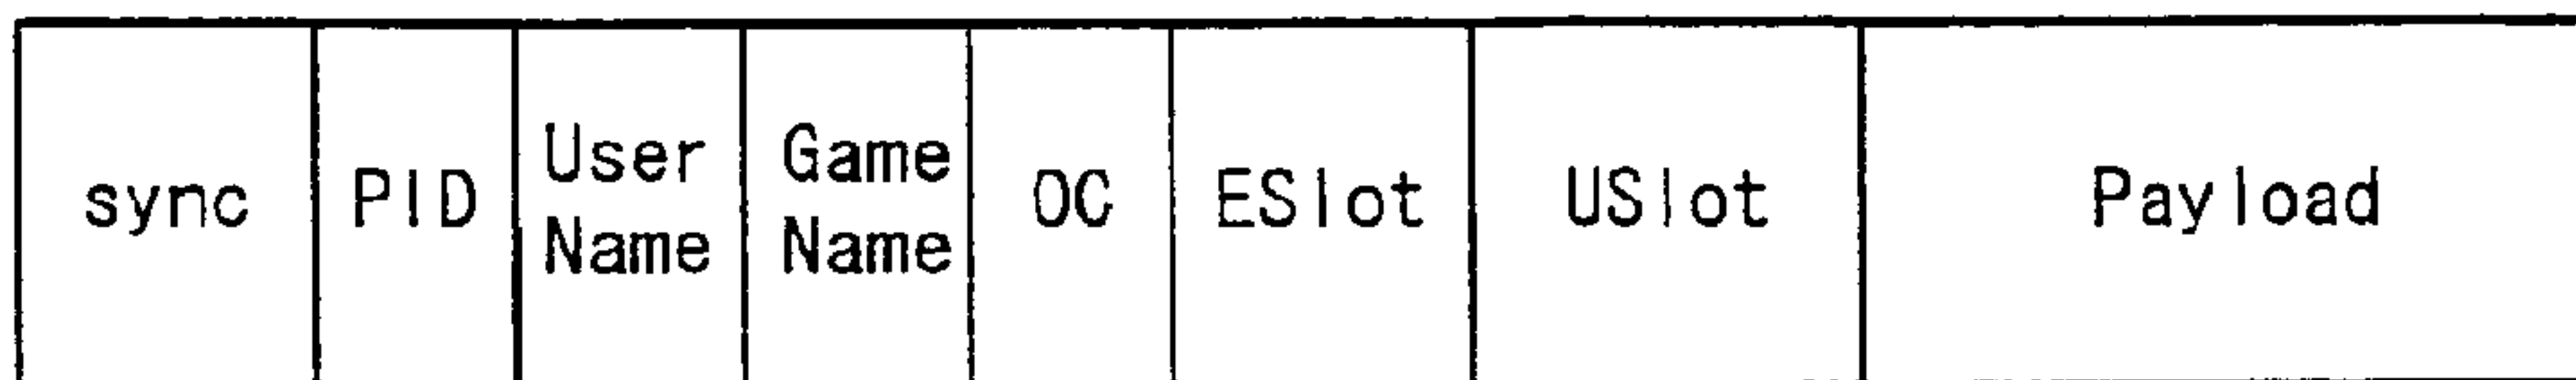 sync
PID
User
Name
Game
Name
OC
ESlot
USlot
Payload